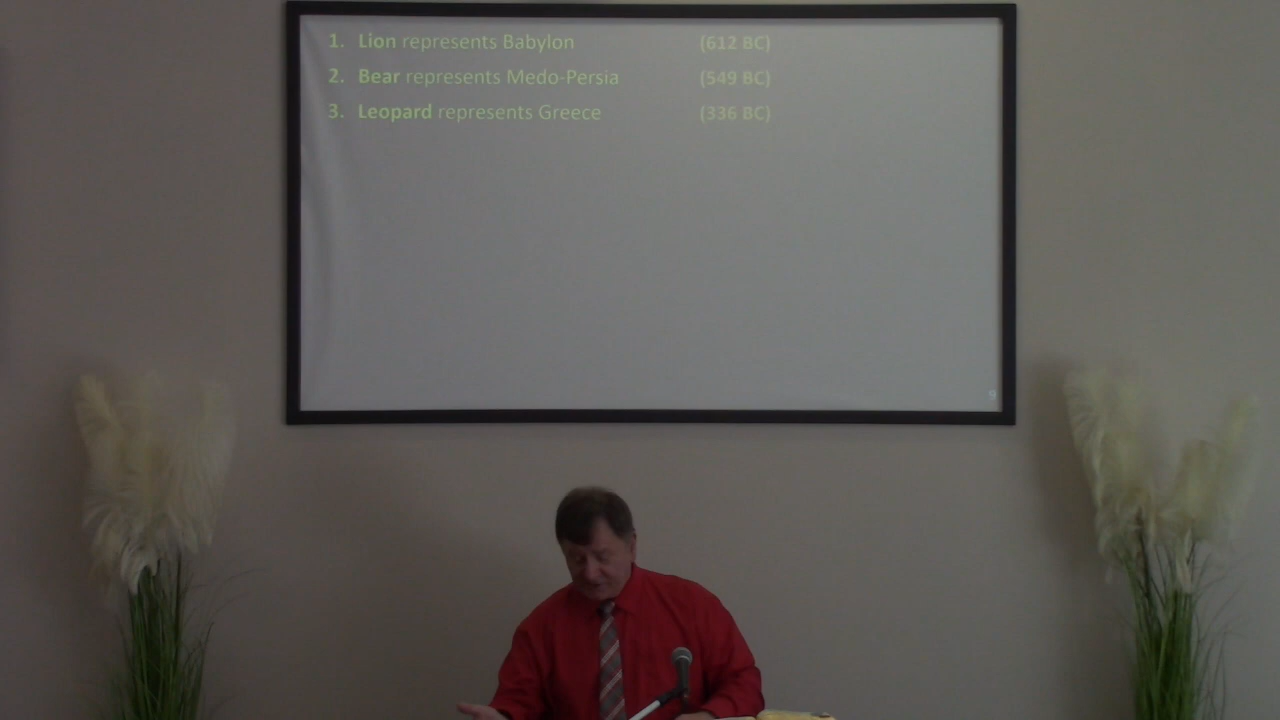 1. Lion represents Babylon (612 BC)
2. Bear represents Medo-Persia (549 BC)
3. Leopard represents Greece (336 BC)
9